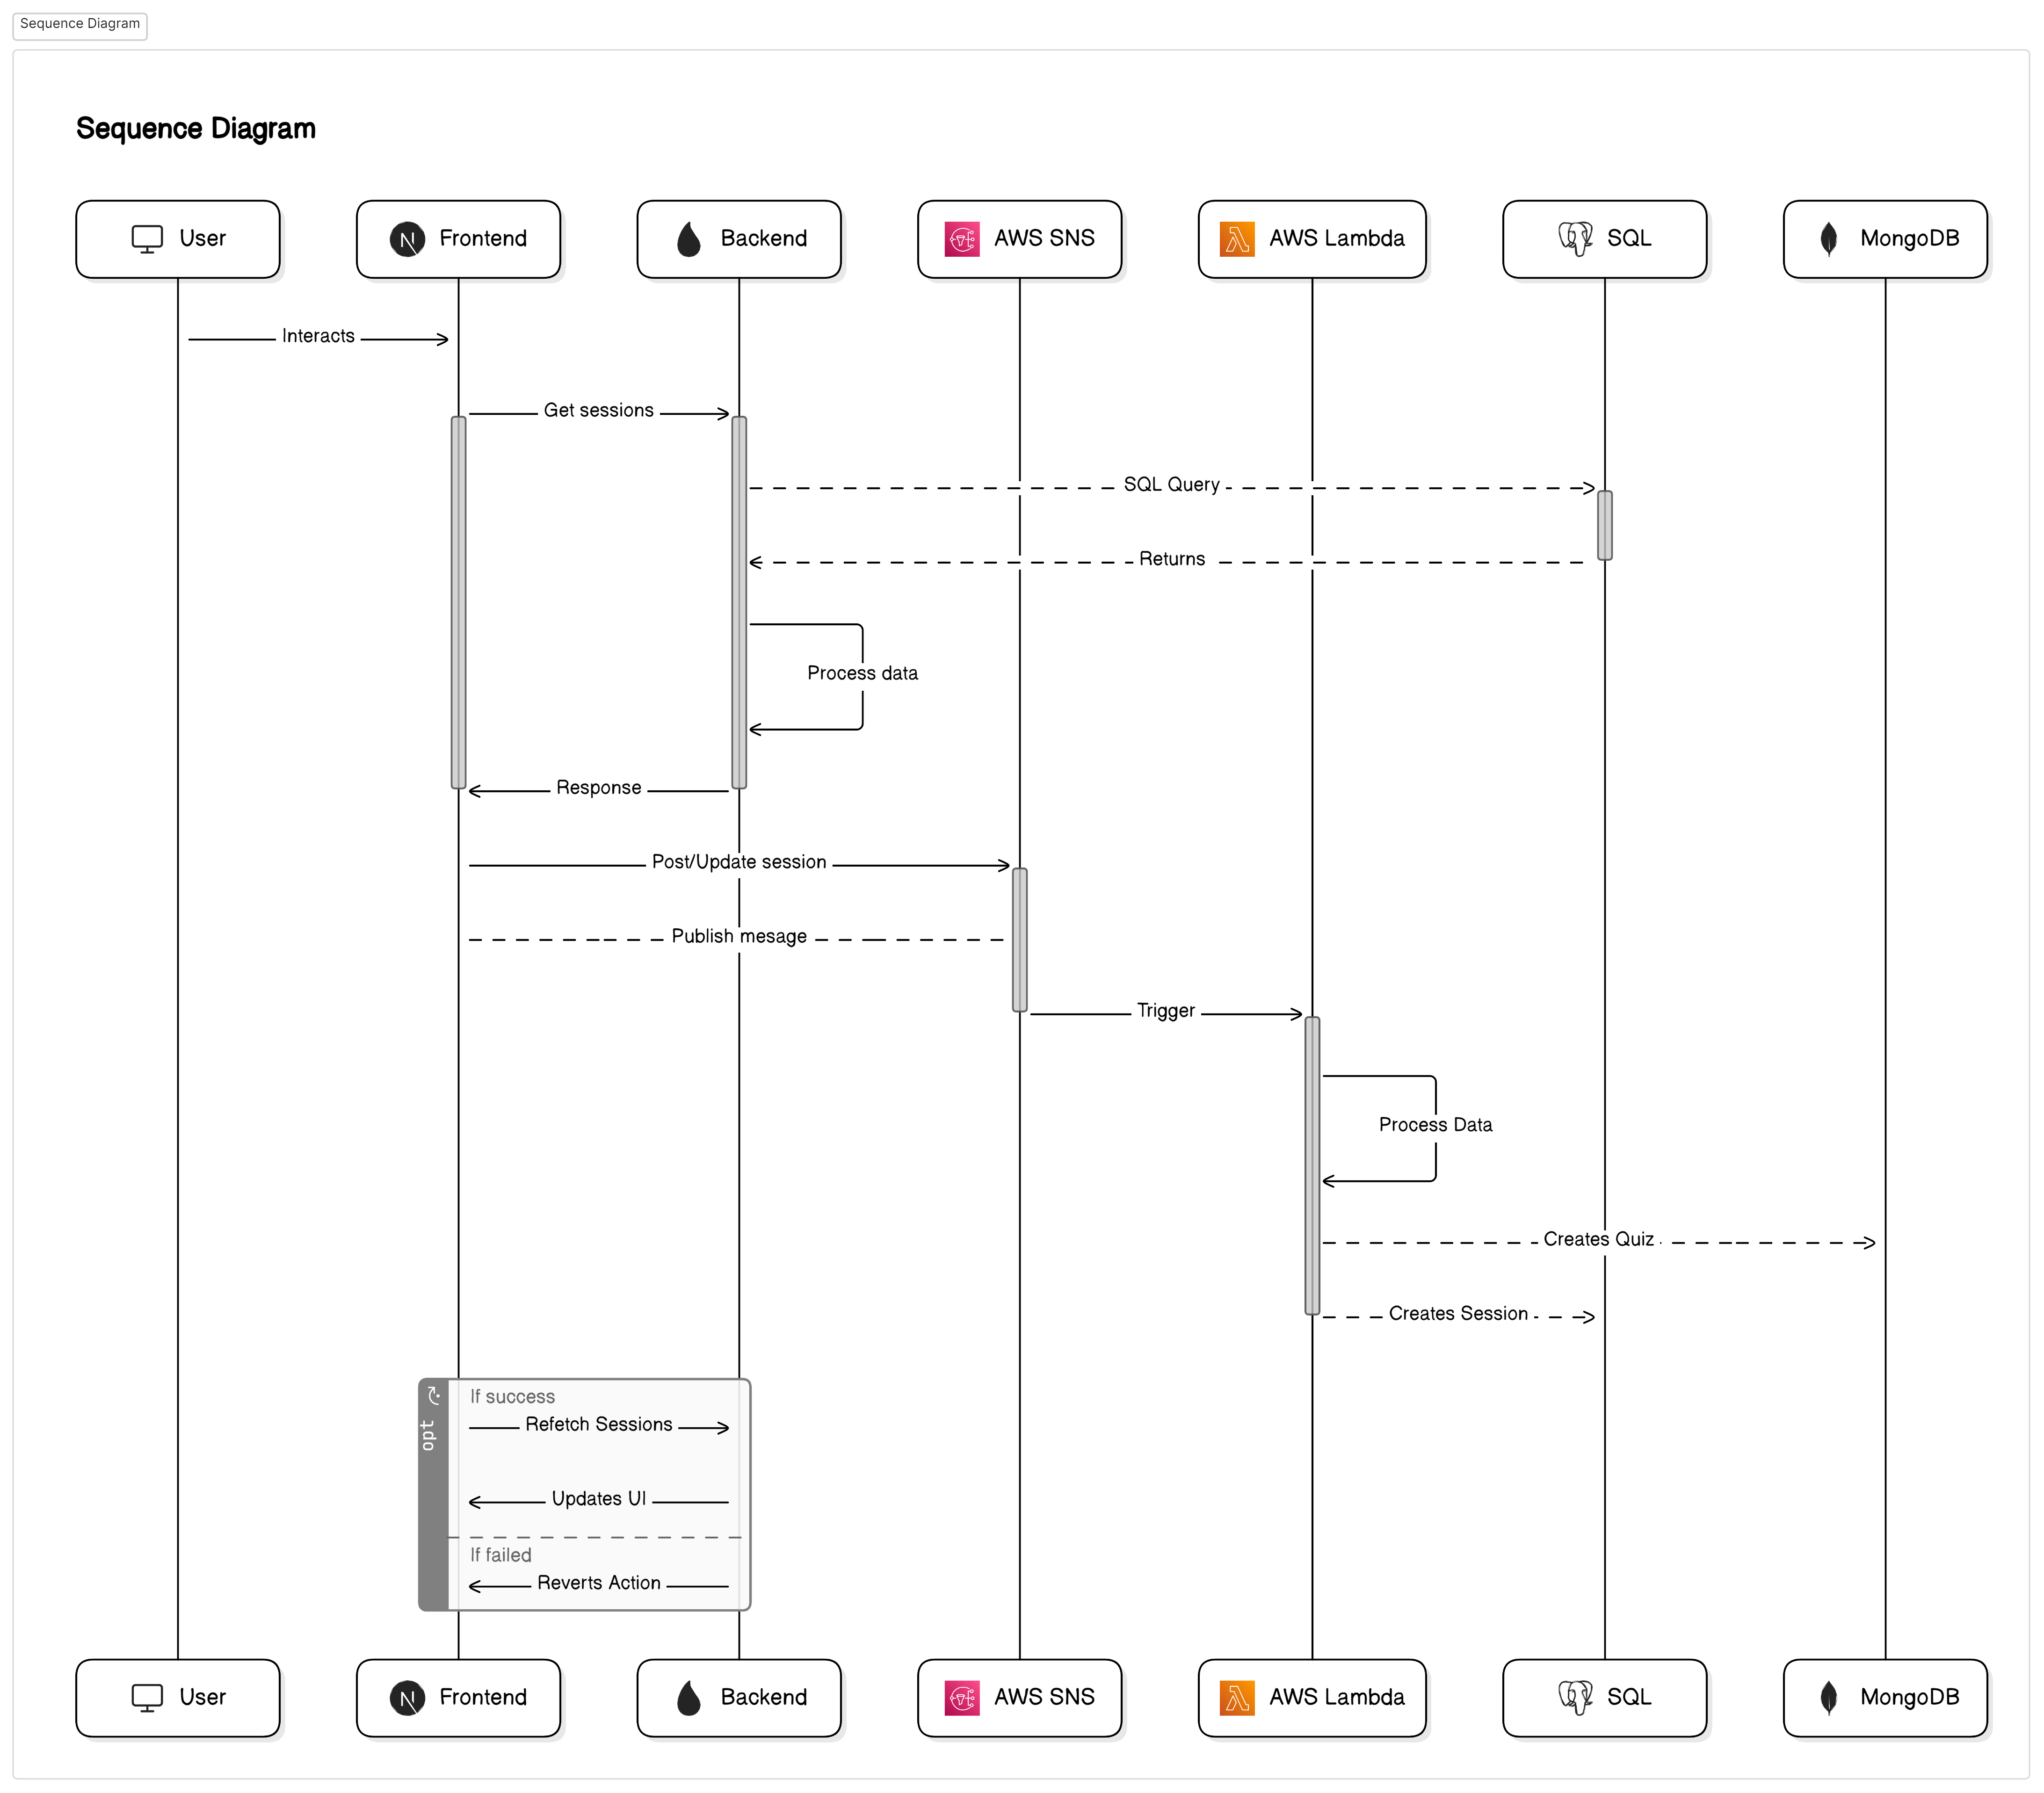 Sequence Diagram
Sequence Diagram
User Frontend Backend AWS SNS AWS Lambda SQL MongoDB
Interacts
Get sessions
SQL Query
Returns
Process data
Response
Post/Update session
Publish mesage
Trigger
Process Data
Creates Quiz
Creates Session
opt
If success
Refetch Sessions
Updates UI
If failed
Reverts Action
User Frontend Backend AWS SNS AWS Lambda SQL MongoDB